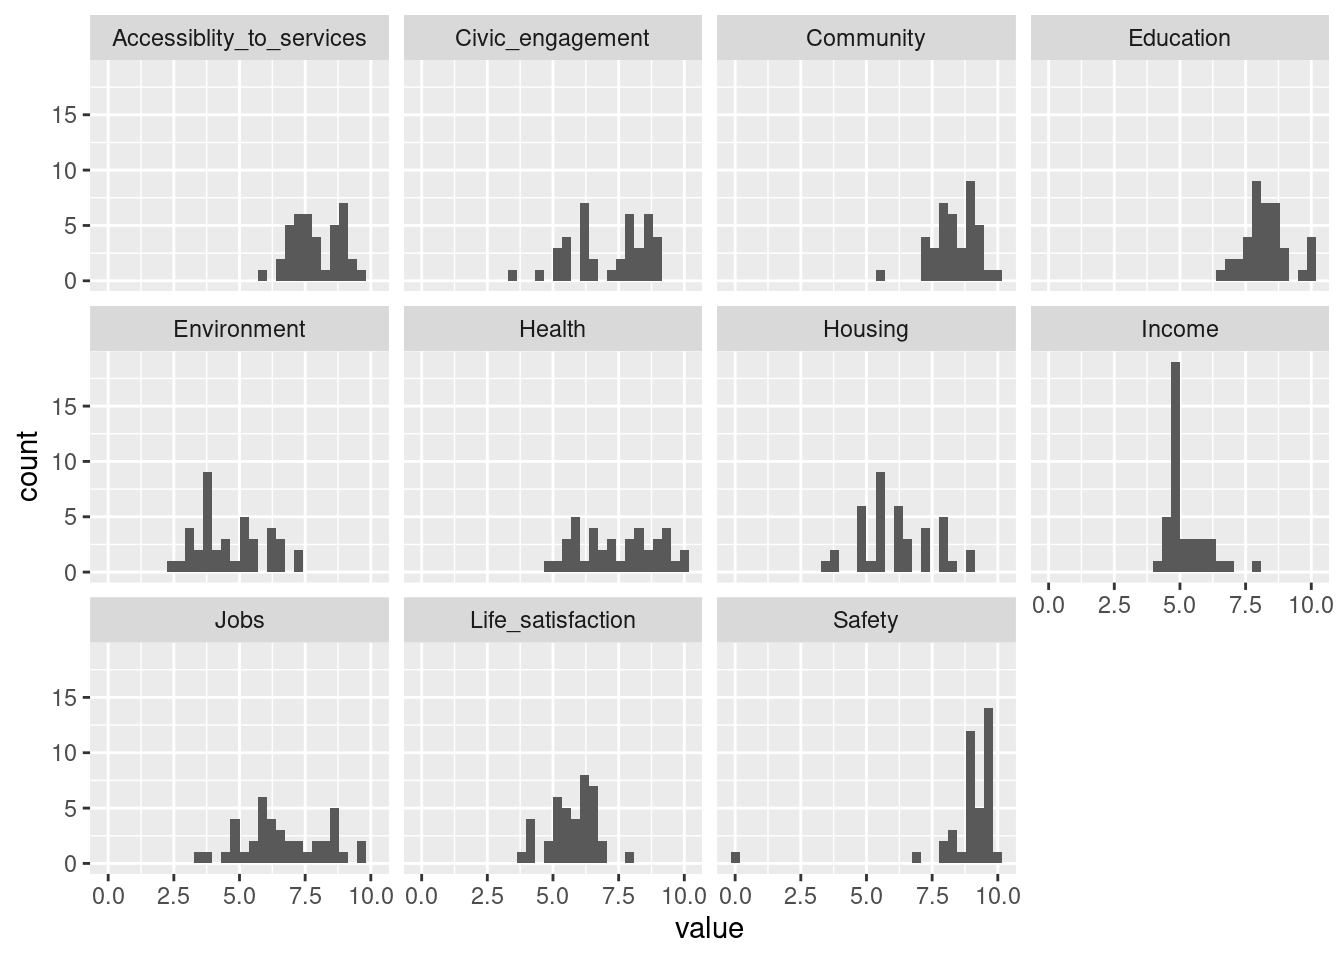 Accessiblity_to_services Civic_engagement Community Education
15
10
5
0
Environment Health Housing Income
15
10
5
0
0.0 2.5 5.0 7.5 10.0
Jobs Life_satisfaction Safety
15
10
5
0
0.0 2.5 5.0 7.5 10.0 0.0 2.5 5.0 7.5 10.0 0.0 2.5 5.0 7.5 10.0
value
count